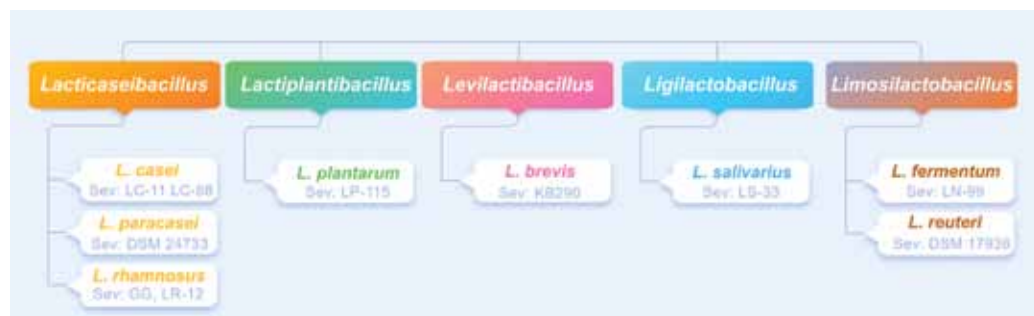 Lacticaseibacillus
Lactiplantibacillus
Levilactibacillus
Ligilactobacillus
Limosilactobacillus
L. casei
Sev: LC-11 LC-88
L. paracasei
Sev: DSM 24733
L. rhamnosus
Sev: GG, LR-12
L. plantarum
Sev: LP-115
L. brevis
Sev: KB290
L. salivarius
Sev: LS-33
L. fermentum
Sev: LN-99
L. reuteri
Sev: DSM 17938